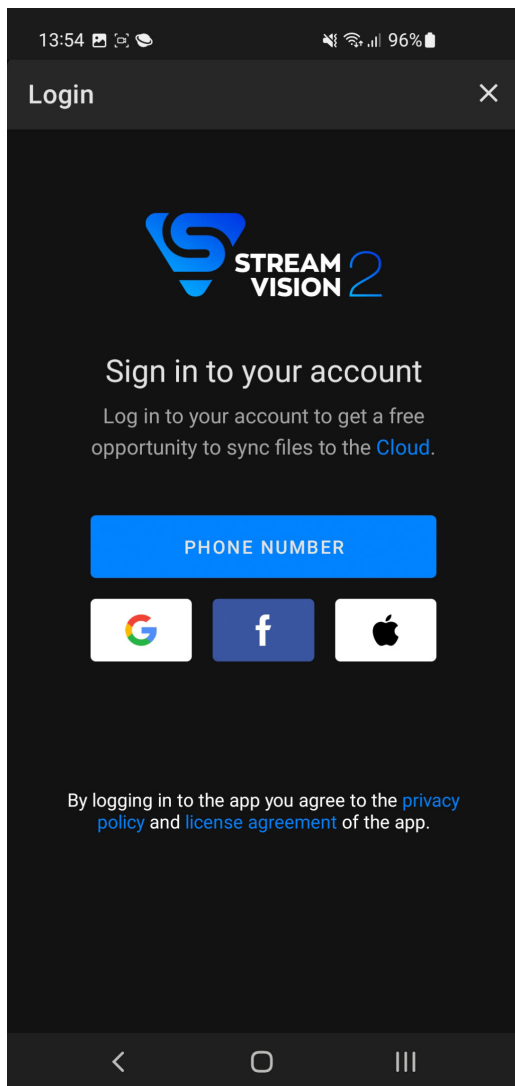 13:54 96%
Login
STREAM 2
VISION
Sign in to your account
Log in to your account to get a free
opportunity to sync files to the Cloud.
PHONE NUMBER
By logging in to the app you agree to the privacy
policy and license agreement of the app.